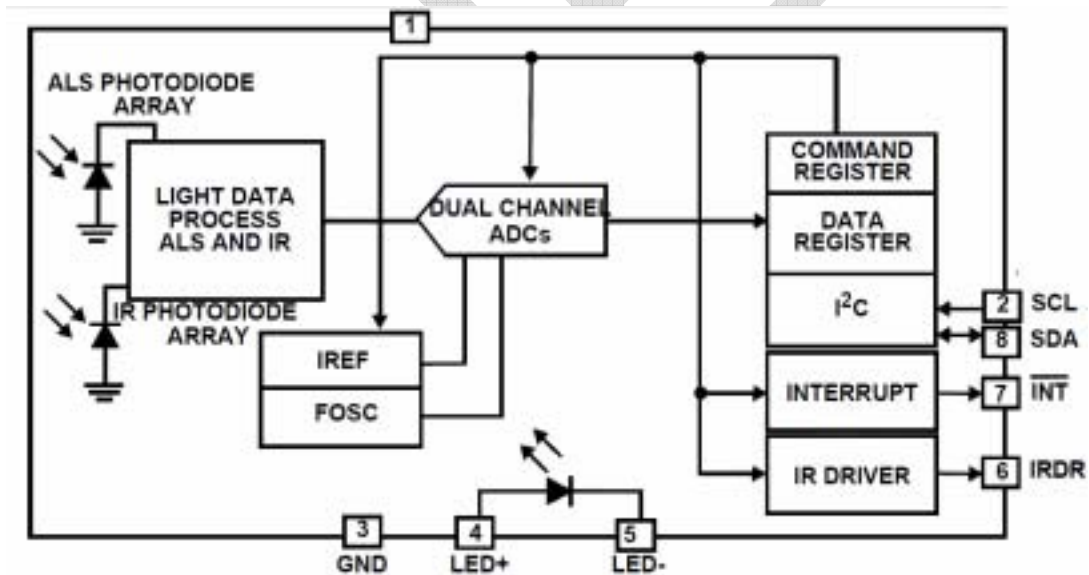 1
ALS PHOTODIODE
ARRAY
LIGHT DATA
PROCESS
ALS AND IR
DUAL CHANNEL
ADCs
COMMAND
REGISTER
DATA
REGISTER
I²C
2 SCL
8 SDA
IR PHOTODIODE
ARRAY
IREF
FOSC
INTERRUPT
7 INT
IR DRIVER
6 IRDR
3
GND
4
LED+
5
LED-